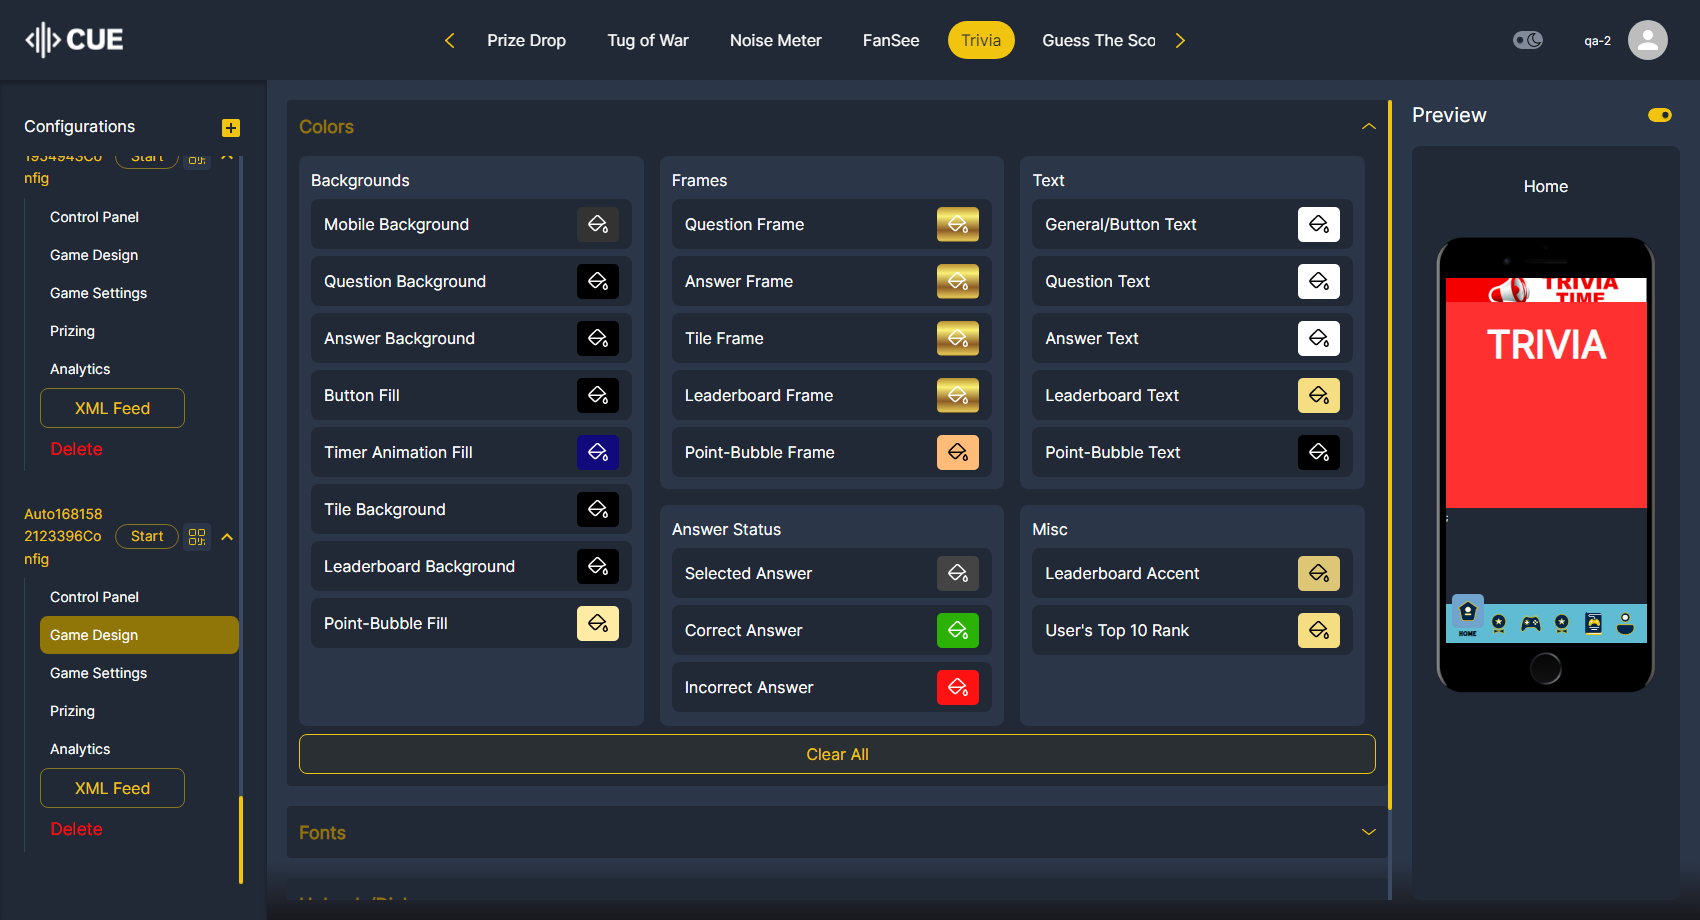 CUE
Prize Drop
Tug of War
Noise Meter
FanSee
Trivia
Guess The Sco
qa-2
Configurations
1954943Co
nfig
Start
Control Panel
Game Design
Game Settings
Prizing
Analytics
XML Feed
Delete
Auto168158
2123396Co
nfig
Start
Control Panel
Game Design
Game Settings
Prizing
Analytics
XML Feed
Delete
Colors
Backgrounds
Mobile Background
Question Background
Answer Background
Button Fill
Timer Animation Fill
Tile Background
Leaderboard Background
Point-Bubble Fill
Frames
Question Frame
Answer Frame
Tile Frame
Leaderboard Frame
Point-Bubble Frame
Text
General/Button Text
Question Text
Answer Text
Leaderboard Text
Point-Bubble Text
Answer Status
Selected Answer
Correct Answer
Incorrect Answer
Misc
Leaderboard Accent
User's Top 10 Rank
Clear All
Fonts
Preview
Home
TRIVIA
TIME
TRIVIA
HOME